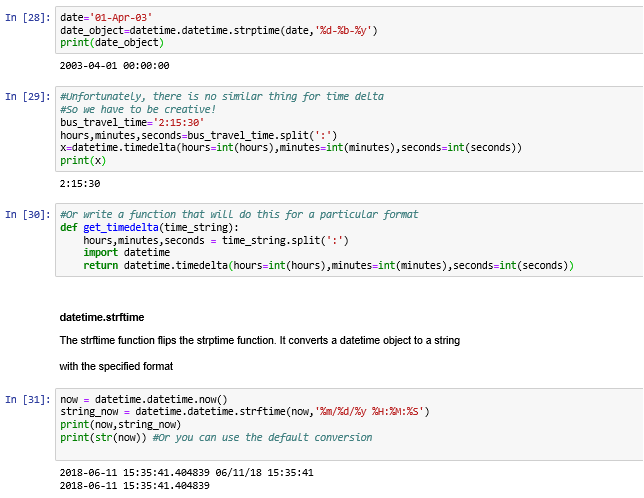 In [28]: date='01-Apr-03'
date_object=datetime.datetime.strptime(date,'%d-%b-%y')
print(date_object)
2003-04-01 00:00:00
In [29]: #Unfortunately, there is no similar thing for time delta
#So we have to be creative!
bus_travel_time='2:15:30'
hours,minutes,seconds=bus_travel_time.split(':')
x=datetime.timedelta(hours=int(hours),minutes=int(minutes),seconds=int(seconds))
print(x)
2:15:30
In [30]: #Or write a function that will do this for a particular format
def get_timedelta(time_string):
    hours,minutes,seconds = time_string.split(':')
    import datetime
    return datetime.timedelta(hours=int(hours),minutes=int(minutes),seconds=int(seconds))
datetime.strftime
The strftime function flips the strptime function. It converts a datetime object to a string
with the specified format
In [31]: now = datetime.datetime.now()
string_now = datetime.datetime.strftime(now,'%m/%d/%y %H:%M:%S')
print(now,string_now)
print(str(now)) #Or you can use the default conversion
2018-06-11 15:35:41.404839 06/11/18 15:35:41
2018-06-11 15:35:41.404839